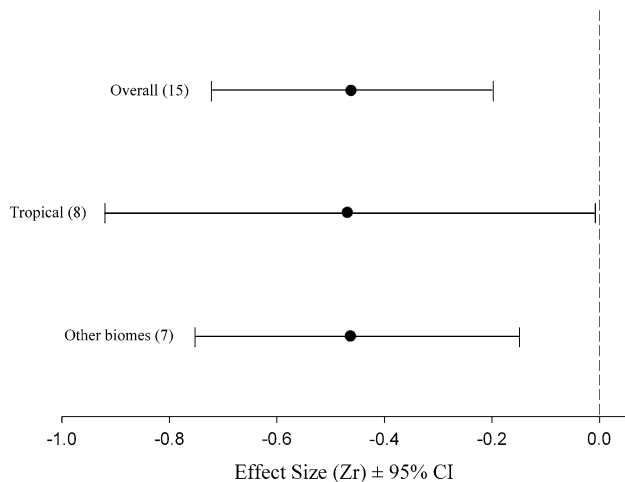 Overall (15)
Tropical (8)
Other biomes (7)
-1.0 -0.8 -0.6 -0.4 -0.2 0.0
Effect Size (Zr) ± 95% CI